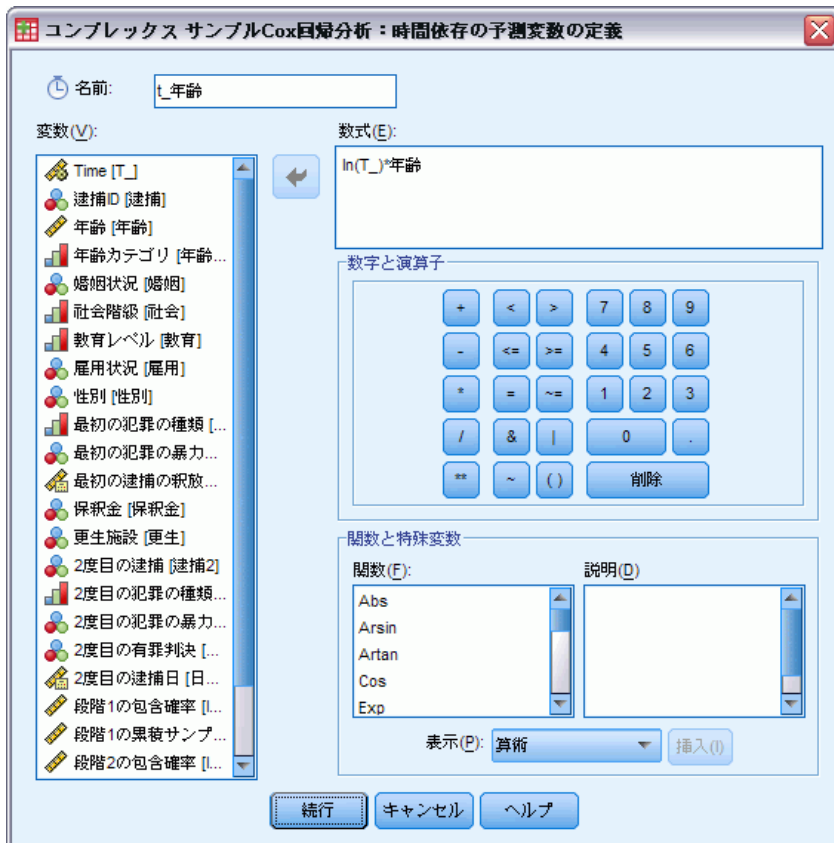 コンプレックス サンプルCox回帰分析：時間依存の予測変数の定義
名前:
t_年齢
変数(V):
Time [T_]
逮捕ID [逮捕]
年齢 [年齢]
年齢カテゴリ [年齢...
婚姻状況 [婚姻]
社会階級 [社会]
教育レベル [教育]
雇用状況 [雇用]
性別 [性別]
最初の犯罪の種類 [...
最初の犯罪の暴力...
最初の逮捕の釈放...
保釈金 [保釈金]
更生施設 [更生]
2度目の逮捕 [逮捕2]
2度目の犯罪の種類...
2度目の犯罪の暴力...
2度目の有罪判決 [...
2度目の逮捕日 [日...
段階1の包含確率 [I...
段階1の累積サンプ...
段階2の包含確率 [I...
数式(E):
ln(T_)*年齢
数字と演算子
+ < > 7 8 9
- <= >= 4 5 6
* = ~= 1 2 3
/ & | 0 .
** ~ ( ) 削除
関数と特殊変数
関数(F):
Abs
Arsin
Artan
Cos
Exp
説明(D)
表示(P):
算術
挿入(I)
続行
キャンセル
ヘルプ